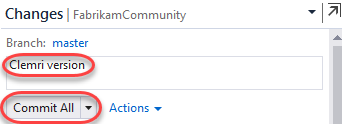 Changes | FabrikamCommunity
Branch: master
Clemri version
Commit All Actions